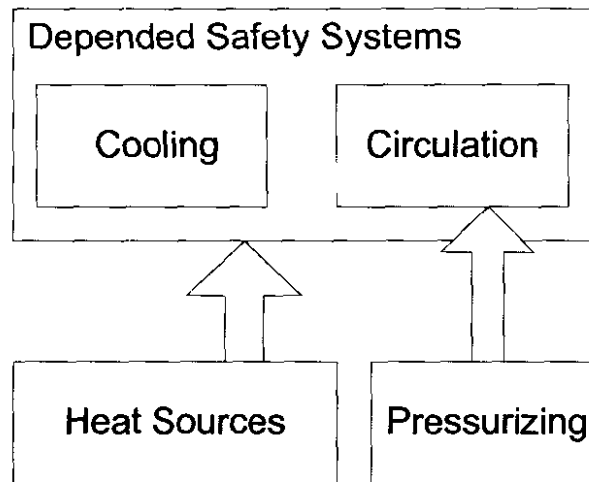 Depended Safety Systems
Cooling
Circulation
Heat Sources
Pressurizing